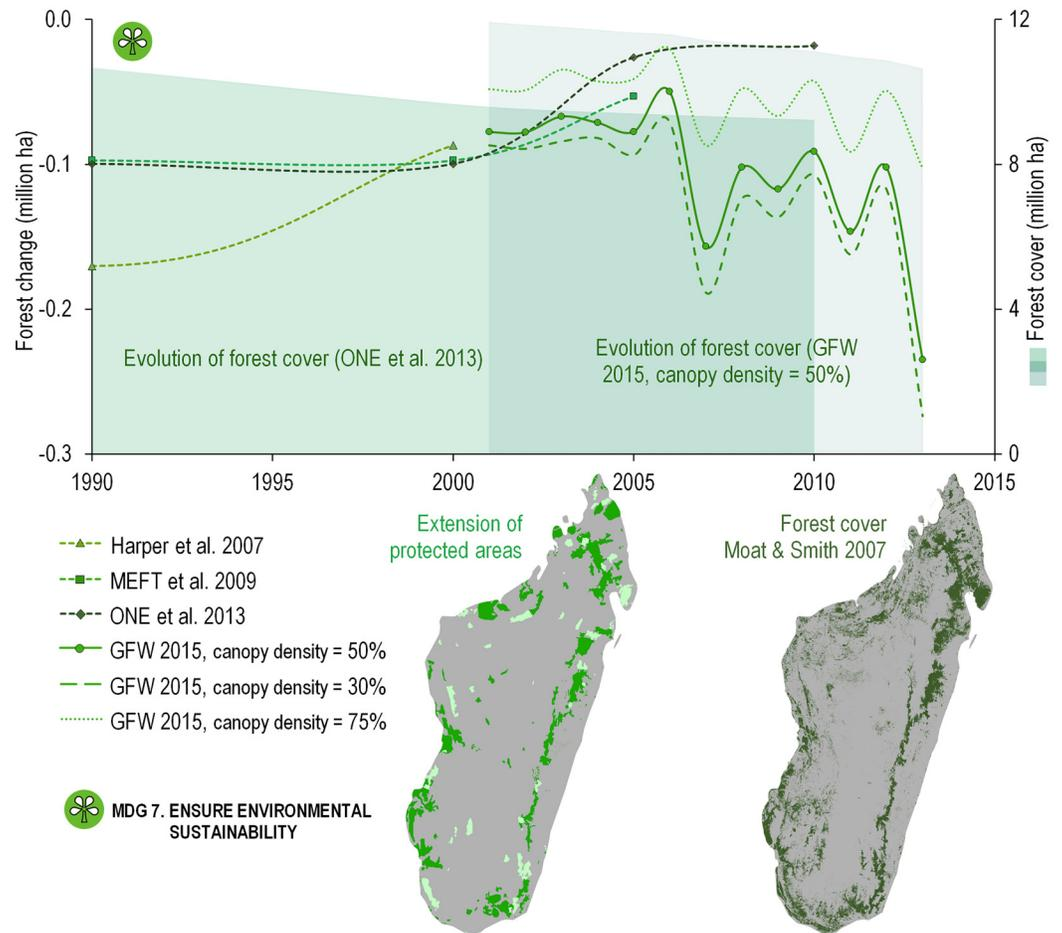 0.0
-0.1
-0.2
-0.3
Forest change (million ha)
12
8
4
0
Forest cover (million ha)
Evolution of forest cover (ONE et al. 2013)
Evolution of forest cover (GFW
2015, canopy density = 50%)
1990
1995
2000
2005
2010
2015
Harper et al. 2007
MEFT et al. 2009
ONE et al. 2013
GFW 2015, canopy density = 50%
GFW 2015, canopy density = 30%
GFW 2015, canopy density = 75%
Extension of
protected areas
Forest cover
Moat & Smith 2007
MDG 7. ENSURE ENVIRONMENTAL
SUSTAINABILITY